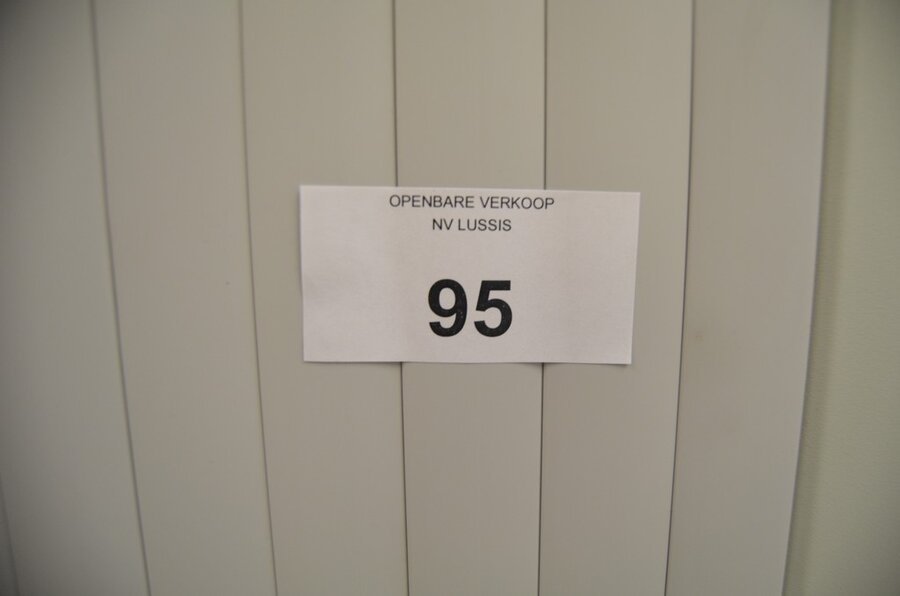 OPENBARE VERKOOP
NV LUSSIS
95